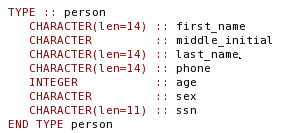 TYPE :: person
   CHARACTER(len=14) :: first_name
   CHARACTER         :: middle_initial
   CHARACTER(len=14) :: last_name.
   CHARACTER(len=14) :: phone
   INTEGER           :: age
   CHARACTER         :: sex
   CHARACTER(len=11) :: ssn
END TYPE person